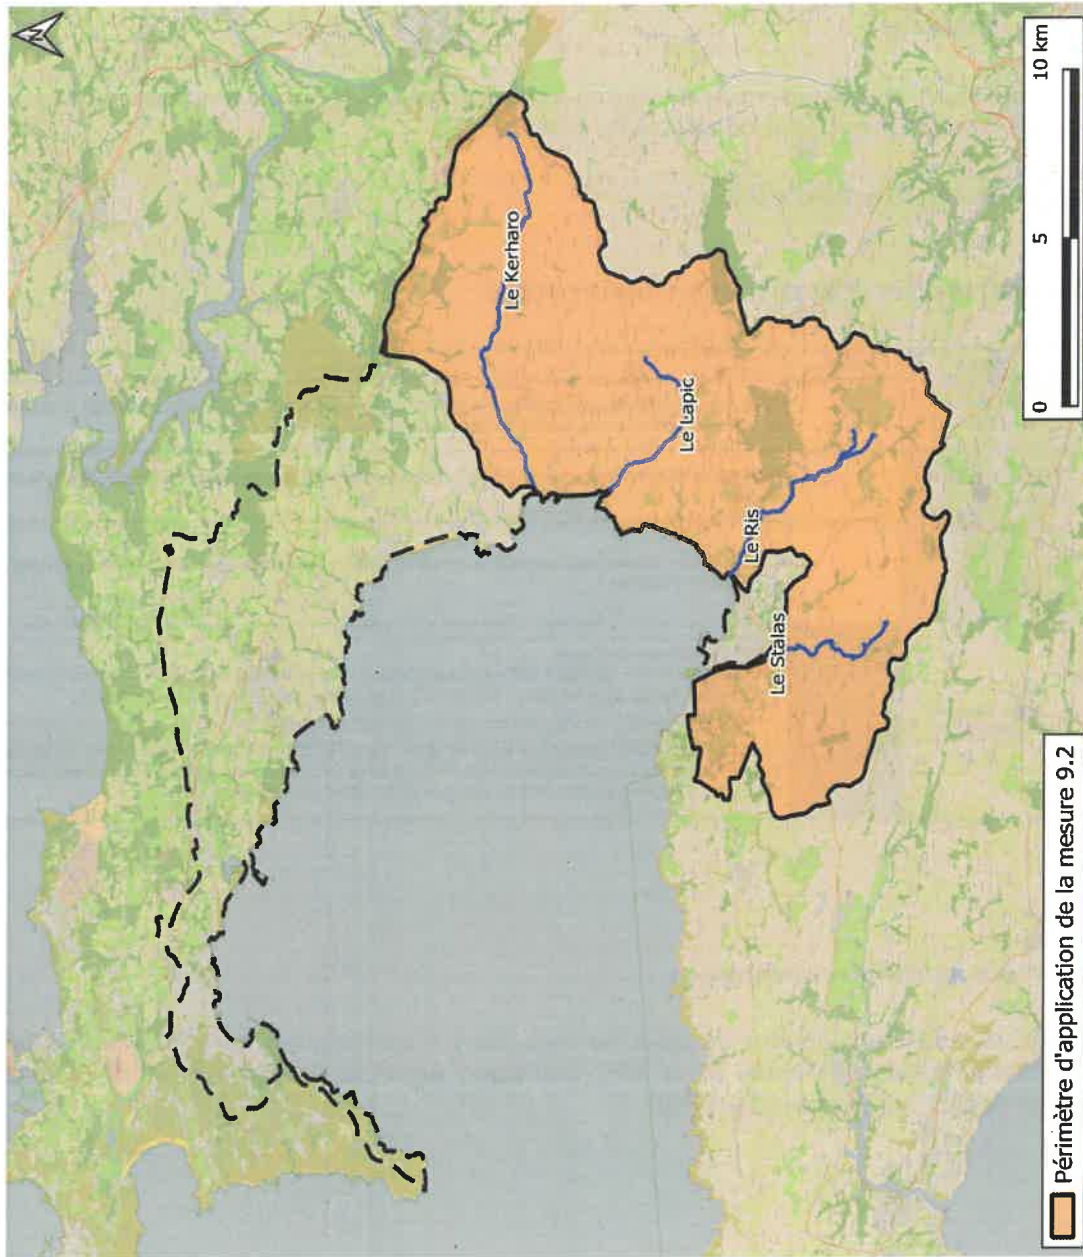 N
Le Kerharo
Le Lapic
Le Ris
Le Stalas
0 5 10 km
Périmètre d'application de la mesure 9.2